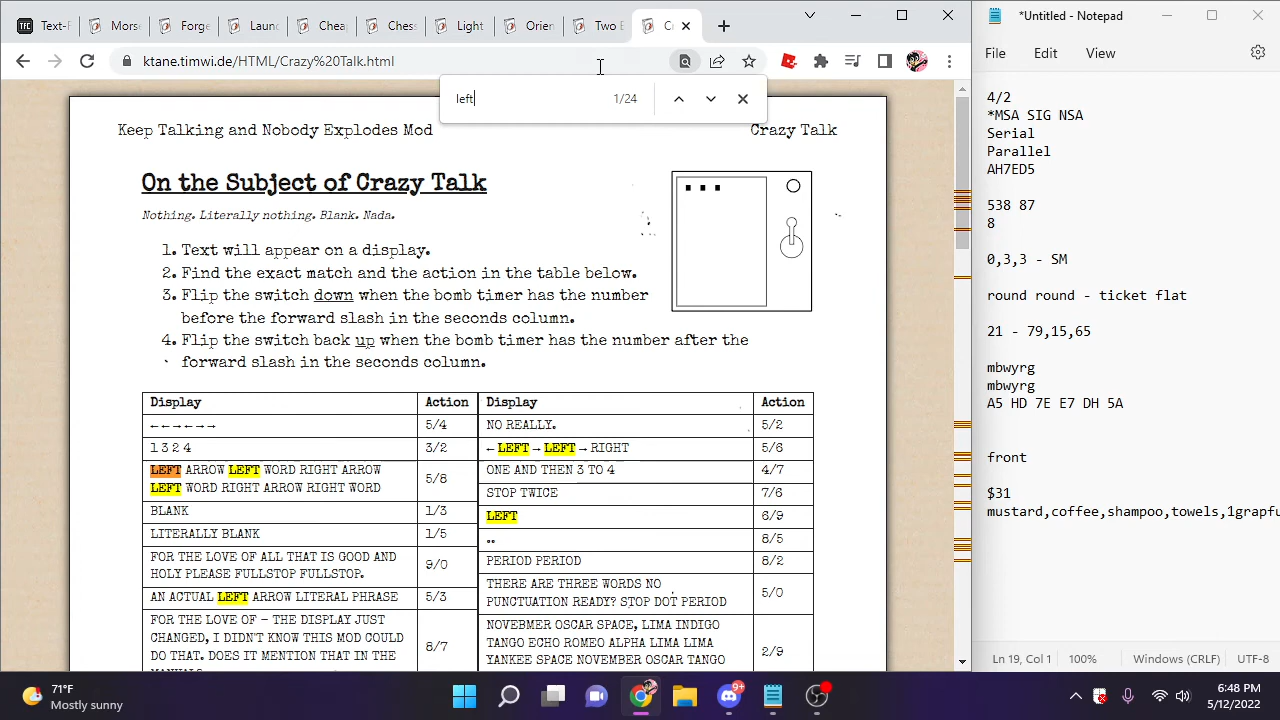 Text-F
Mors
Forge
Laun
Chea
Chess
Light
Orie
Two E
Cr
ktane.timwi.de/HTML/Crazy%20Talk.html
left
1/24
Keep Talking and Nobody Explodes Mod
Crazy Talk
On the Subject of Crazy Talk
Nothing. Literally Nothing. Blank. Nada.
1. Text will appear on a display.
2. Find the exact match and the action in the table below.
3. Flip the switch down when the bomb timer has the number
before the forward slash in the seconds column.
4. Flip the switch back up when the bomb timer has the number after the
forward slash in the seconds column.
Display Action
← ← → ← → → 5/4
1 3 2 4 3/2
LEFT ARROW LEFT WORD RIGHT ARROW
LEFT WORD RIGHT ARROW RIGHT WORD 5/8
BLANK 1/3
LITERALLY BLANK 1/5
FOR THE LOVE OF ALL THAT IS GOOD AND
HOLY PLEASE FULLSTOP FULLSTOP. 9/0
AN ACTUAL LEFT ARROW LITERAL PHRASE 5/3
FOR THE LOVE OF - THE DISPLAY JUST
CHANGED, I DIDN'T KNOW THIS MOD COULD
DO THAT. DOES IT MENTION THAT IN THE 8/7
Display Action
NO REALLY. 5/2
← LEFT → LEFT → RIGHT 5/6
ONE AND THEN 3 TO 4 4/7
STOP TWICE 7/6
LEFT 6/9
.. 8/5
PERIOD PERIOD 8/2
THERE ARE THREE WORDS NO
PUNCTUATION READY? STOP DOT PERIOD 5/0
NOVEBMER OSCAR SPACE, LIMA INDIGO
TANGO ECHO ROMEO ALPHA LIMA LIMA
YANKEE SPACE NOVEMBER OSCAR TANGO 2/9
*Untitled - Notepad
File Edit View
4/2
*MSA SIG NSA
Serial
Parallel
AH7ED5
538 87
8
0,3,3 - SM
round round - ticket flat
21 - 79,15,65
mbwyrg
mbwyrg
A5 HD 7E E7 DH 5A
front
$31
mustard,coffee,shampoo,towels,1grapfu
Ln 19, Col 1 100% Windows (CRLF) UTF-8
71°F
Mostly sunny
9+
6:48 PM
5/12/2022